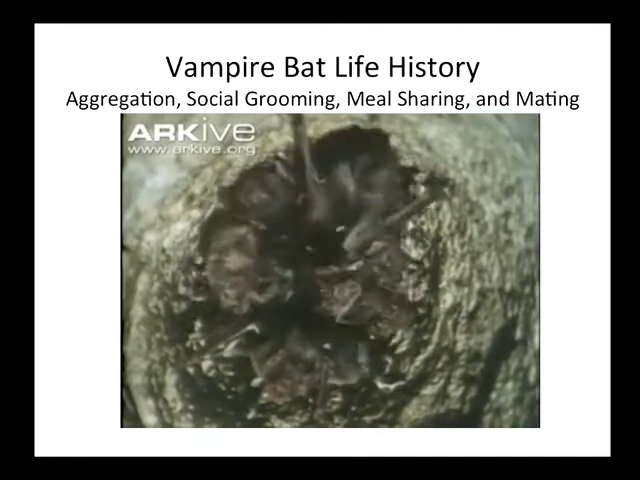 Vampire Bat Life History
Aggregation, Social Grooming, Meal Sharing, and Mating
ARKive
www.arkive.org